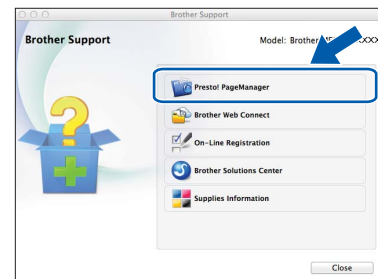 Brother Support
Brother Support
Model: Brother
Presto! PageManager
Brother Web Connect
On-Line Registration
Brother Solutions Center
Supplies Information
Close